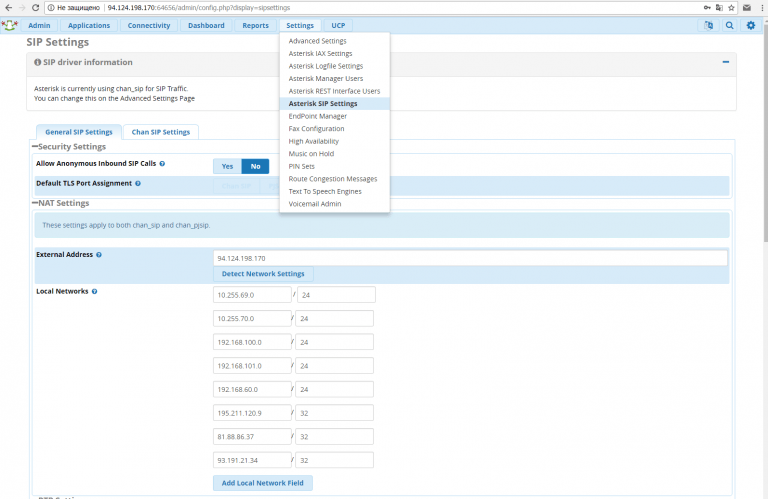 Не защищено 94.124.198.170:64656/admin/config.php?display=sipsettings
Admin Applications Connectivity Dashboard Reports Settings UCP
SIP Settings
SIP driver information
Asterisk is currently using chan_sip for SIP Traffic.
You can change this on the Advanced Settings Page
Advanced Settings
Asterisk IAX Settings
Asterisk Logfile Settings
Asterisk Manager Users
Asterisk REST Interface Users
Asterisk SIP Settings
EndPoint Manager
Fax Configuration
High Availability
Music on Hold
PIN Sets
Route Congestion Messages
Text To Speech Engines
Voicemail Admin
General SIP Settings Chan SIP Settings
Security Settings
Allow Anonymous Inbound SIP Calls Yes No
Default TLS Port Assignment
NAT Settings
These settings apply to both chan_sip and chan_pjsip.
External Address 94.124.198.170
Detect Network Settings
Local Networks 10.255.69.0 / 24
10.255.70.0 / 24
192.168.100.0 / 24
192.168.101.0 / 24
192.168.60.0 / 24
195.211.120.9 / 32
81.88.86.37 / 32
93.191.21.34 / 32
Add Local Network Field